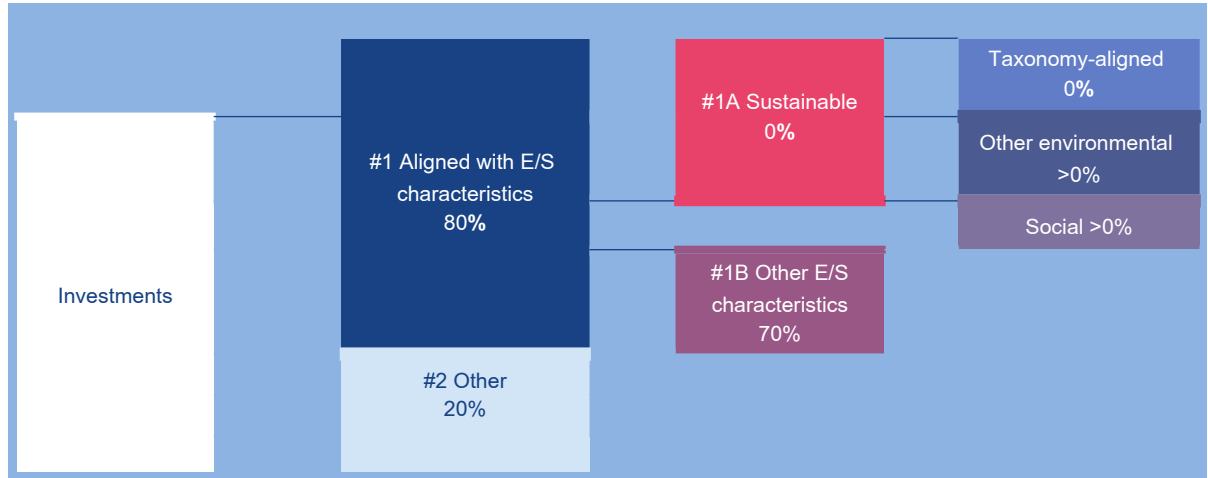 Investments
#1 Aligned with E/S
characteristics
80%
#2 Other
20%
#1A Sustainable
0%
#1B Other E/S
characteristics
70%
Taxonomy-aligned
0%
Other environmental
>0%
Social >0%